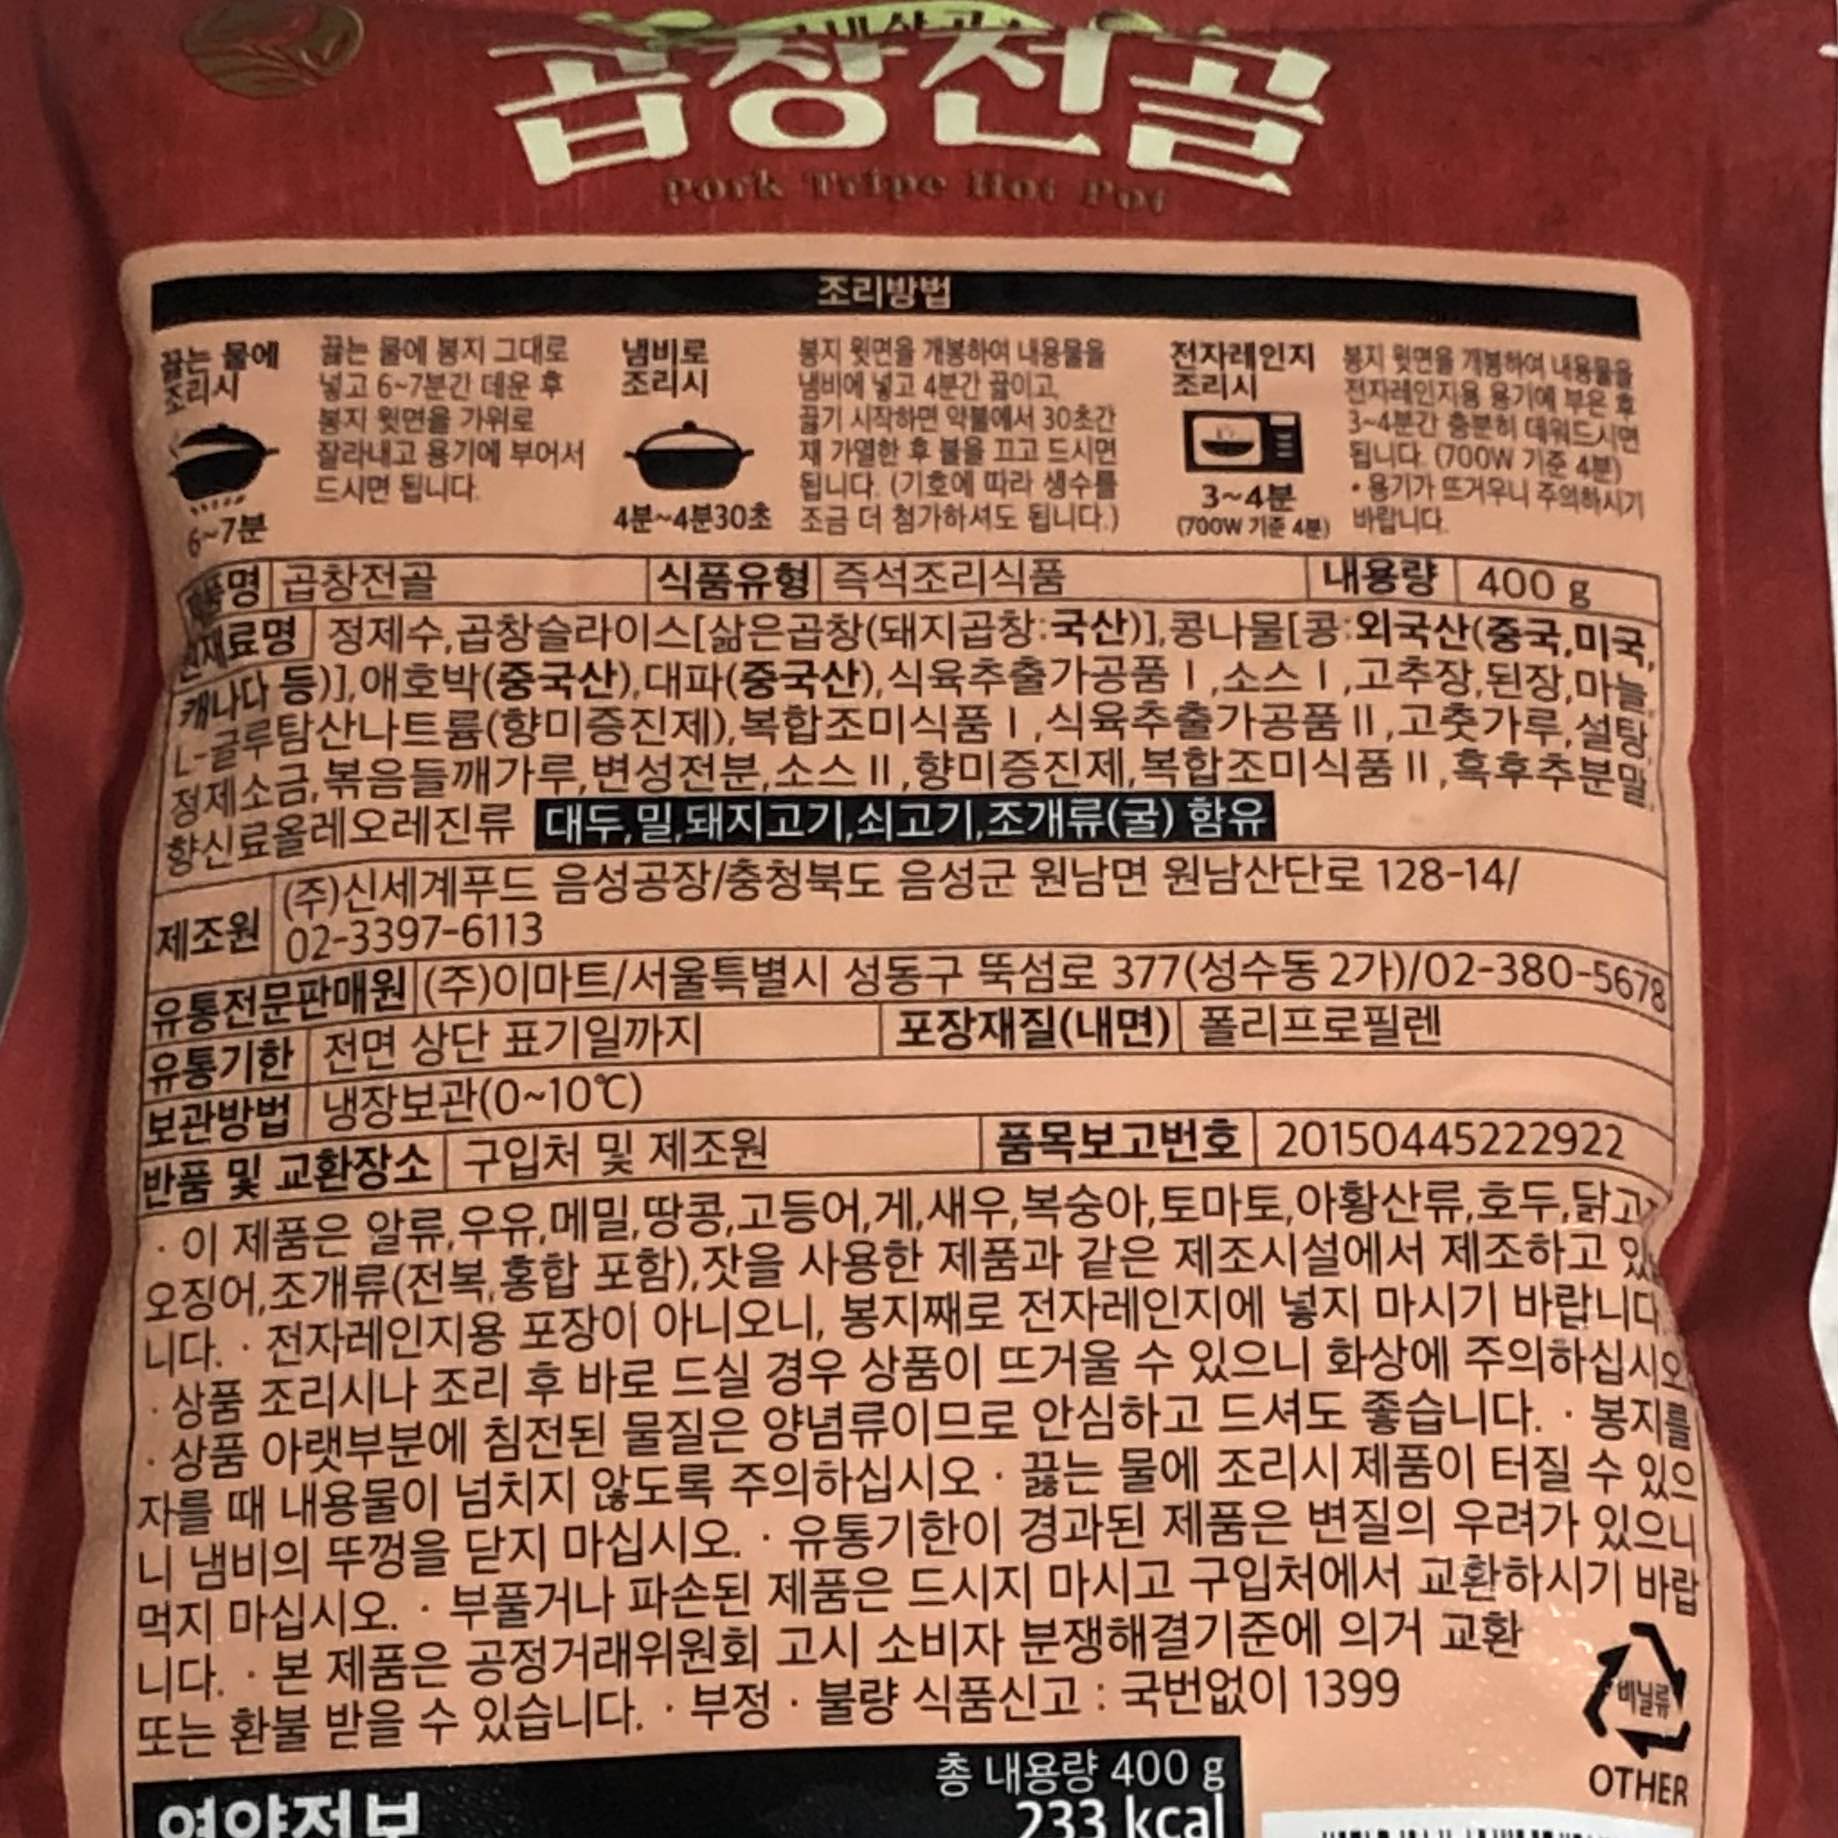 곱창전골
Pork Tripe Hot Pot
조리방법
끓는 물에
조리시
6~7분
끓는 물에 봉지 그대로
넣고 6~7분간 데운 후
봉지 윗면을 가위로
잘라내고 용기에 부어서
드시면 됩니다.
냄비로
조리시
4분~4분30초
봉지 윗면을 개봉하여 내용물을
냄비에 넣고 4분간 끓이고,
끓기 시작하면 약불에서 30초간
재 가열한 후 불을 끄고 드시면
됩니다. (기호에 따라 생수를
조금 더 첨가하셔도 됩니다.)
전자레인지
조리시
3~4분
(700W 기준 4분)
봉지 윗면을 개봉하여 내용물을
전자레인지용 용기에 부은 후
3~4분간 충분히 데워드시면
됩니다. (700W 기준 4분)
• 용기가 뜨거우니 주의하시기
바랍니다.
제품명 곱창전골 식품유형 즉석조리식품 내용량 400 g
원재료명 정제수,곱창슬라이스[삶은곱창(돼지곱창:국산)],콩나물[콩:외국산(중국,미국,
캐나다 등)],애호박(중국산),대파(중국산),식육추출가공품Ⅰ,소스Ⅰ,고추장,된장,마늘,
L-글루탐산나트륨(향미증진제),복합조미식품Ⅰ,식육추출가공품Ⅱ,고춧가루,설탕,
정제소금,볶음들깨가루,변성전분,소스Ⅱ,향미증진제,복합조미식품Ⅱ,흑후추분말,
향신료올레오레진류 대두,밀,돼지고기,쇠고기,조개류(굴) 함유
제조원 (주)신세계푸드 음성공장/충청북도 음성군 원남면 원남산단로 128-14/
02-3397-6113
유통전문판매원 (주)이마트/서울특별시 성동구 뚝섬로 377(성수동 2가)/02-380-5678
유통기한 전면 상단 표기일까지 포장재질(내면) 폴리프로필렌
보관방법 냉장보관(0~10℃)
반품 및 교환장소 구입처 및 제조원 품목보고번호 20150445222922
· 이 제품은 알류,우유,메밀,땅콩,고등어,게,새우,복숭아,토마토,아황산류,호두,닭고기
오징어,조개류(전복,홍합 포함),잣을 사용한 제품과 같은 제조시설에서 제조하고 있습
니다. · 전자레인지용 포장이 아니오니, 봉지째로 전자레인지에 넣지 마시기 바랍니다.
· 상품 조리시나 조리 후 바로 드실 경우 상품이 뜨거울 수 있으니 화상에 주의하십시오.
· 상품 아랫부분에 침전된 물질은 양념류이므로 안심하고 드셔도 좋습니다. · 봉지를
자를 때 내용물이 넘치지 않도록 주의하십시오 · 끓는 물에 조리시 제품이 터질 수 있으
니 냄비의 뚜껑을 닫지 마십시오. · 유통기한이 경과된 제품은 변질의 우려가 있으니
먹지 마십시오. · 부풀거나 파손된 제품은 드시지 마시고 구입처에서 교환하시기 바랍
니다. · 본 제품은 공정거래위원회 고시 소비자 분쟁해결기준에 의거 교환
또는 환불 받을 수 있습니다. · 부정 · 불량 식품신고 : 국번없이 1399
비닐류
OTHER
영양정보
총 내용량 400 g
233 kcal